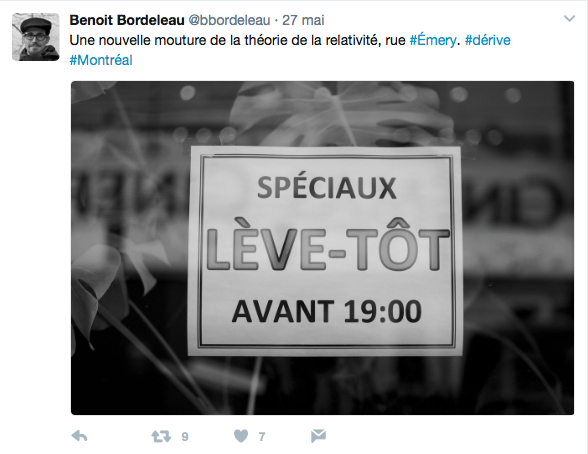 Benoit Bordeleau @bbordeleau · 27 mai
Une nouvelle mouture de la théorie de la relativité, rue #Émery. #dérive
#Montréal
SPÉCIAUX
LÈVE-TÔT
AVANT 19:00
9
7